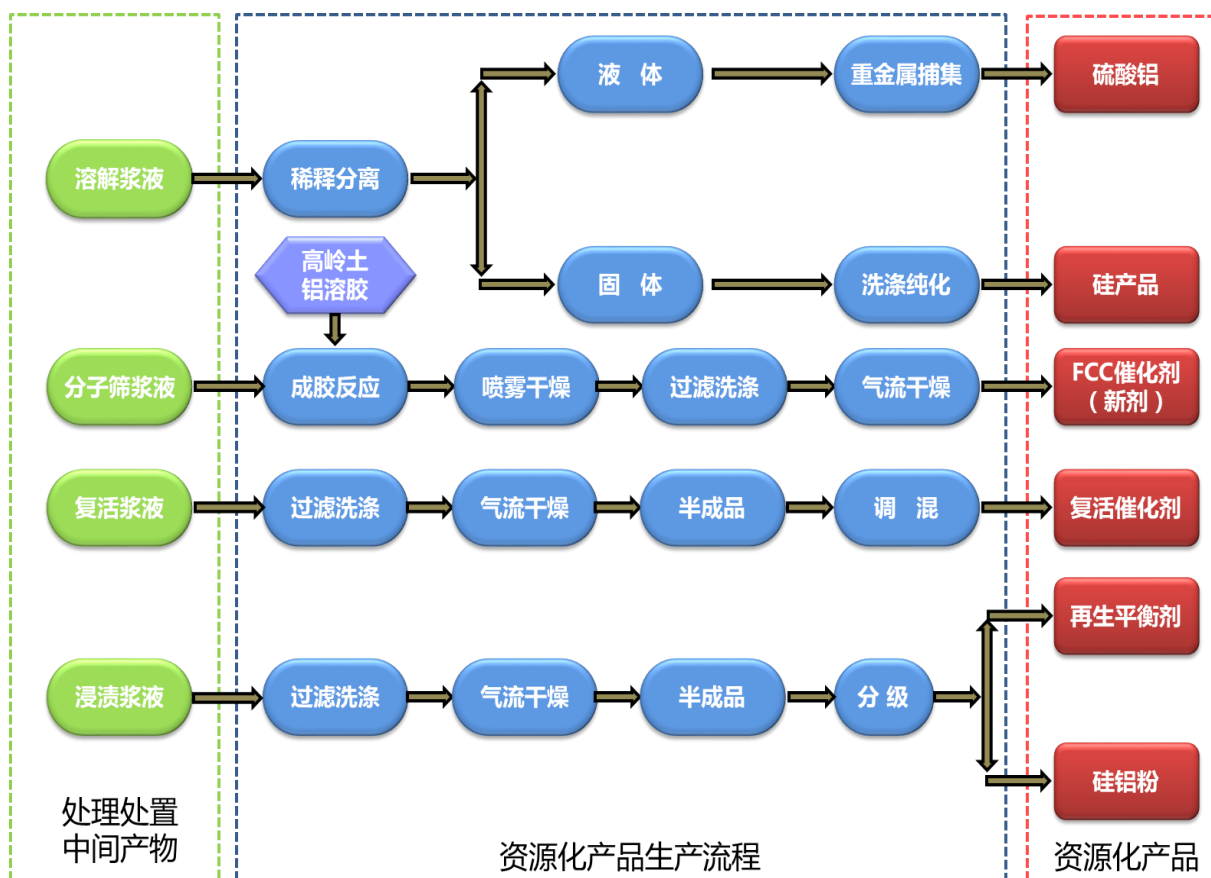 液 体
重金属捕集
硫酸铝
溶解浆液
稀释分离
高岭土
铝溶胶
固 体
洗涤纯化
硅产品
分子筛浆液
成胶反应
喷雾干燥
过滤洗涤
气流干燥
FCC催化剂
（新剂）
复活浆液
过滤洗涤
气流干燥
半成品
调 混
复活催化剂
再生平衡剂
浸渍浆液
过滤洗涤
气流干燥
半成品
分 级
硅铝粉
处理处置
中间产物
资源化产品生产流程
资源化产品